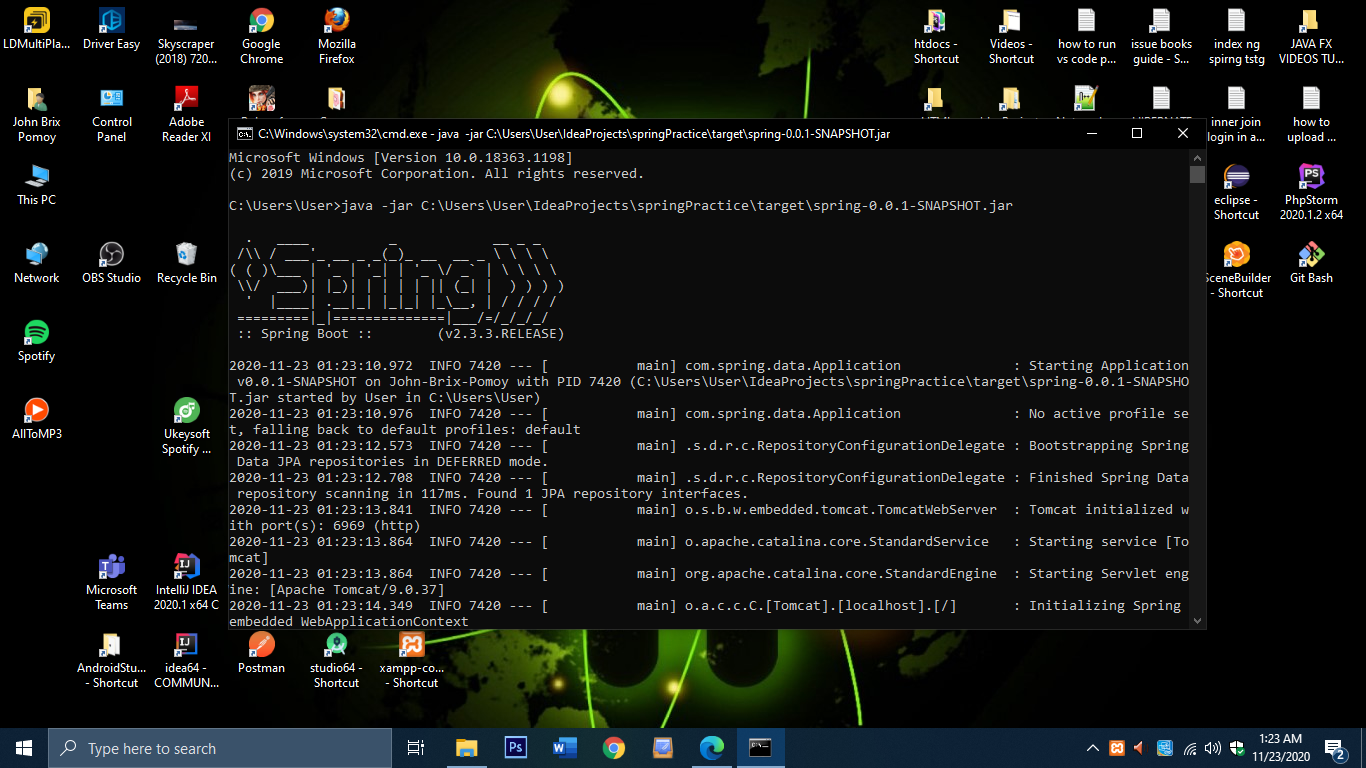 LDMultiPla...
Driver Easy
Skyscraper
(2018) 720...
Google
Chrome
Mozilla
Firefox
htdocs -
Shortcut
Videos -
Shortcut
how to run
vs code p...
issue books
guide - S...
index ng
spirng tstg
JAVA FX
VIDEOS TU...
John Brix
Pomoy
Control
Panel
Adobe
Reader XI
inner join
login in a...
how to
upload ...
C:\Windows\system32\cmd.exe - java -jar C:\Users\User\IdeaProjects\springPractice\target\spring-0.0.1-SNAPSHOT.jar
Microsoft Windows [Version 10.0.18363.1198]
(c) 2019 Microsoft Corporation. All rights reserved.
C:\Users\User>java -jar C:\Users\User\IdeaProjects\springPractice\target\spring-0.0.1-SNAPSHOT.jar
Spring
:: Spring Boot ::        (v2.3.3.RELEASE)
2020-11-23 01:23:10.972  INFO 7420 --- [           main] com.spring.data.Application              : Starting Application
v0.0.1-SNAPSHOT on John-Brix-Pomoy with PID 7420 (C:\Users\User\IdeaProjects\springPractice\target\spring-0.0.1-SNAPSHO
T.jar started by User in C:\Users\User)
2020-11-23 01:23:10.976  INFO 7420 --- [           main] com.spring.data.Application              : No active profile se
t, falling back to default profiles: default
2020-11-23 01:23:12.573  INFO 7420 --- [           main] .s.d.r.c.RepositoryConfigurationDelegate : Bootstrapping Spring
Data JPA repositories in DEFERRED mode.
2020-11-23 01:23:12.708  INFO 7420 --- [           main] .s.d.r.c.RepositoryConfigurationDelegate : Finished Spring Data
repository scanning in 117ms. Found 1 JPA repository interfaces.
2020-11-23 01:23:13.841  INFO 7420 --- [           main] o.s.b.w.embedded.tomcat.TomcatWebServer  : Tomcat initialized w
ith port(s): 6969 (http)
2020-11-23 01:23:13.864  INFO 7420 --- [           main] o.apache.catalina.core.StandardService   : Starting service [To
mcat]
2020-11-23 01:23:13.864  INFO 7420 --- [           main] org.apache.catalina.core.StandardEngine  : Starting Servlet eng
ine: [Apache Tomcat/9.0.37]
2020-11-23 01:23:14.349  INFO 7420 --- [           main] o.a.c.c.C.[Tomcat].[localhost].[/]       : Initializing Spring
embedded WebApplicationContext
This PC
eclipse -
Shortcut
PhpStorm
2020.1.2 x64
Network
OBS Studio
Recycle Bin
SceneBuilder
- Shortcut
Git Bash
Spotify
AllToMP3
Ukeysoft
Spotify ...
Microsoft
Teams
IntelliJ IDEA
2020.1 x64 C
AndroidStu...
- Shortcut
idea64 -
COMMUN...
Postman
studio64 -
Shortcut
xampp-co...
- Shortcut
Type here to search
Ps
1:23 AM
11/23/2020
2